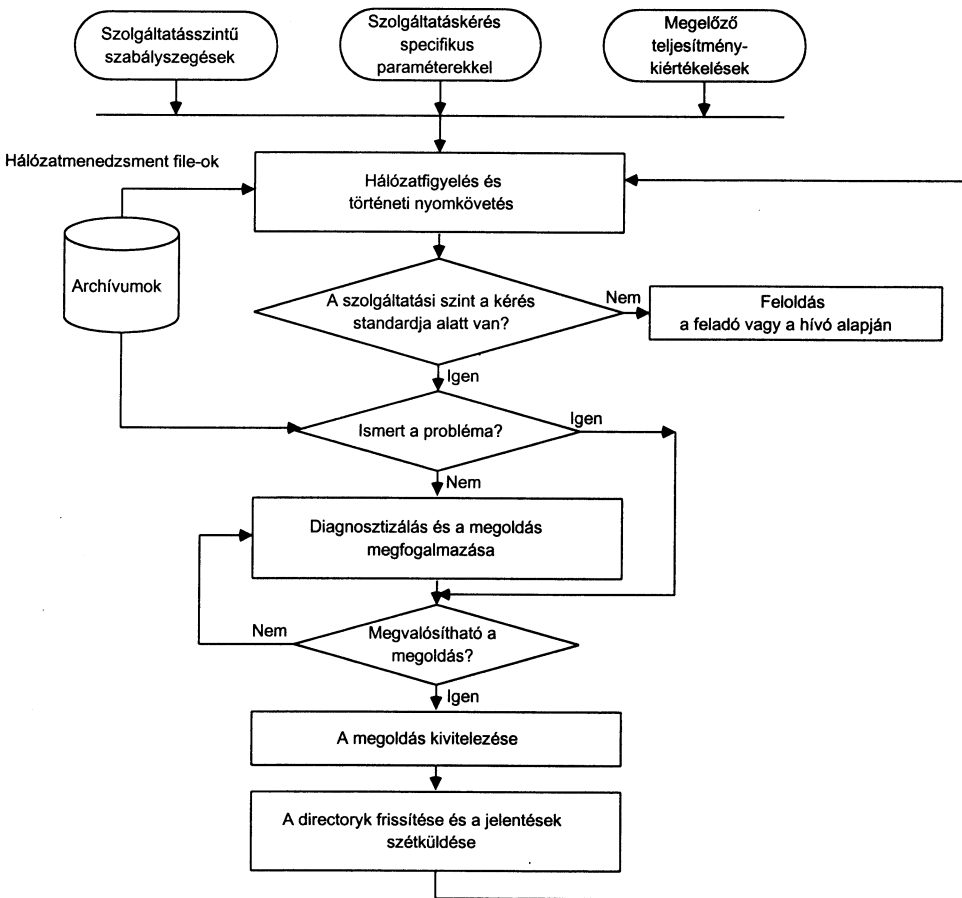 Szolgáltatásszintű
szabályszegések
Szolgáltatáskérés
specifikus
paraméterekkel
Megelőző
teljesítmény-
kiértékelések
Hálózatmenedzsment file-ok
Hálózatfigyelés és
történeti nyomkövetés
Archívumok
A szolgáltatási szint a kérés
standardja alatt van?
Nem
Feloldás
a feladó vagy a hívó alapján
Igen
Ismert a probléma?
Igen
Nem
Diagnosztizálás és a megoldás
megfogalmazása
Nem
Megvalósítható a
megoldás?
Igen
A megoldás kivitelezése
A directoryk frissítése és a jelentések
szétküldése